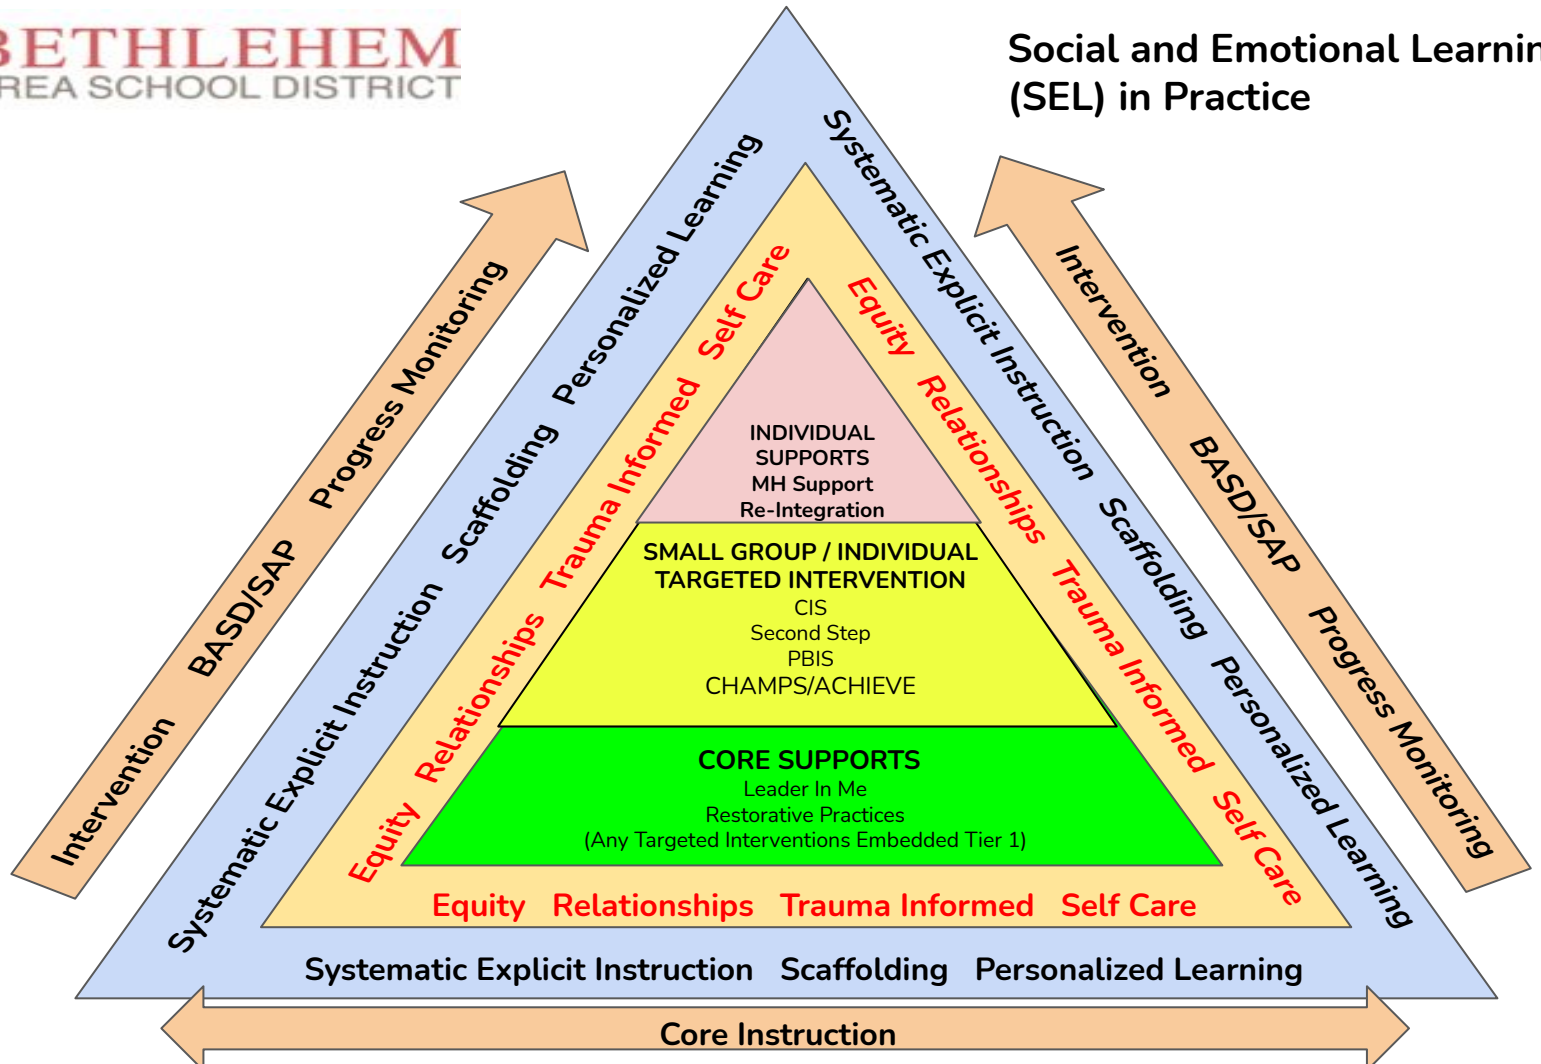 BETHLEHEM
AREA SCHOOL DISTRICT
Social and Emotional Learnin
(SEL) in Practice
Intervention BASD/SAP Progress Monitoring
Systematic Explicit Instruction Scaffolding Personalized Learning
Equity Relationships Trauma Informed Self Care
INDIVIDUAL
SUPPORTS
MH Support
Re-Integration
SMALL GROUP / INDIVIDUAL
TARGETED INTERVENTION
CIS
Second Step
PBIS
CHAMPS/ACHIEVE
CORE SUPPORTS
Leader In Me
Restorative Practices
(Any Targeted Interventions Embedded Tier 1)
Equity Relationships Trauma Informed Self Care
Systematic Explicit Instruction Scaffolding Personalized Learning
Intervention BASD/SAP Progress Monitoring
Equity Relationships Trauma Informed Self Care
Systematic Explicit Instruction Scaffolding Personalized Learning
Core Instruction